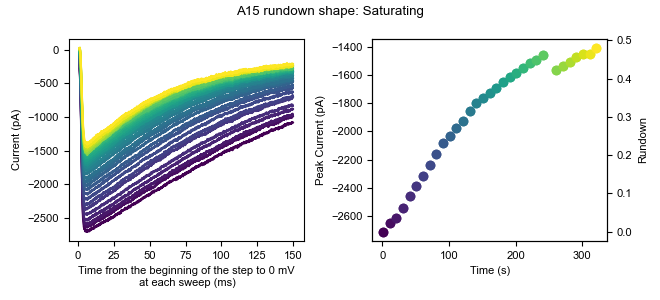 A15 rundown shape: Saturating
Current (pA)
0
−500
−1000
−1500
−2000
−2500
0 25 50 75 100 125 150
Time from the beginning of the step to 0 mV
at each sweep (ms)
Peak Current (pA)
−1400
−1600
−1800
−2000
−2200
−2400
−2600
0 100 200 300
Time (s)
0.5
0.4
0.3
0.2
0.1
0.0
Rundown